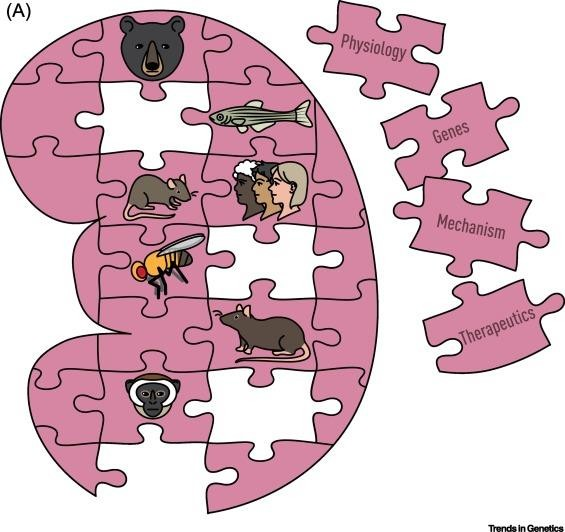 (A)
Physiology
Genes
Mechanism
Therapeutics
Trends in Genetics